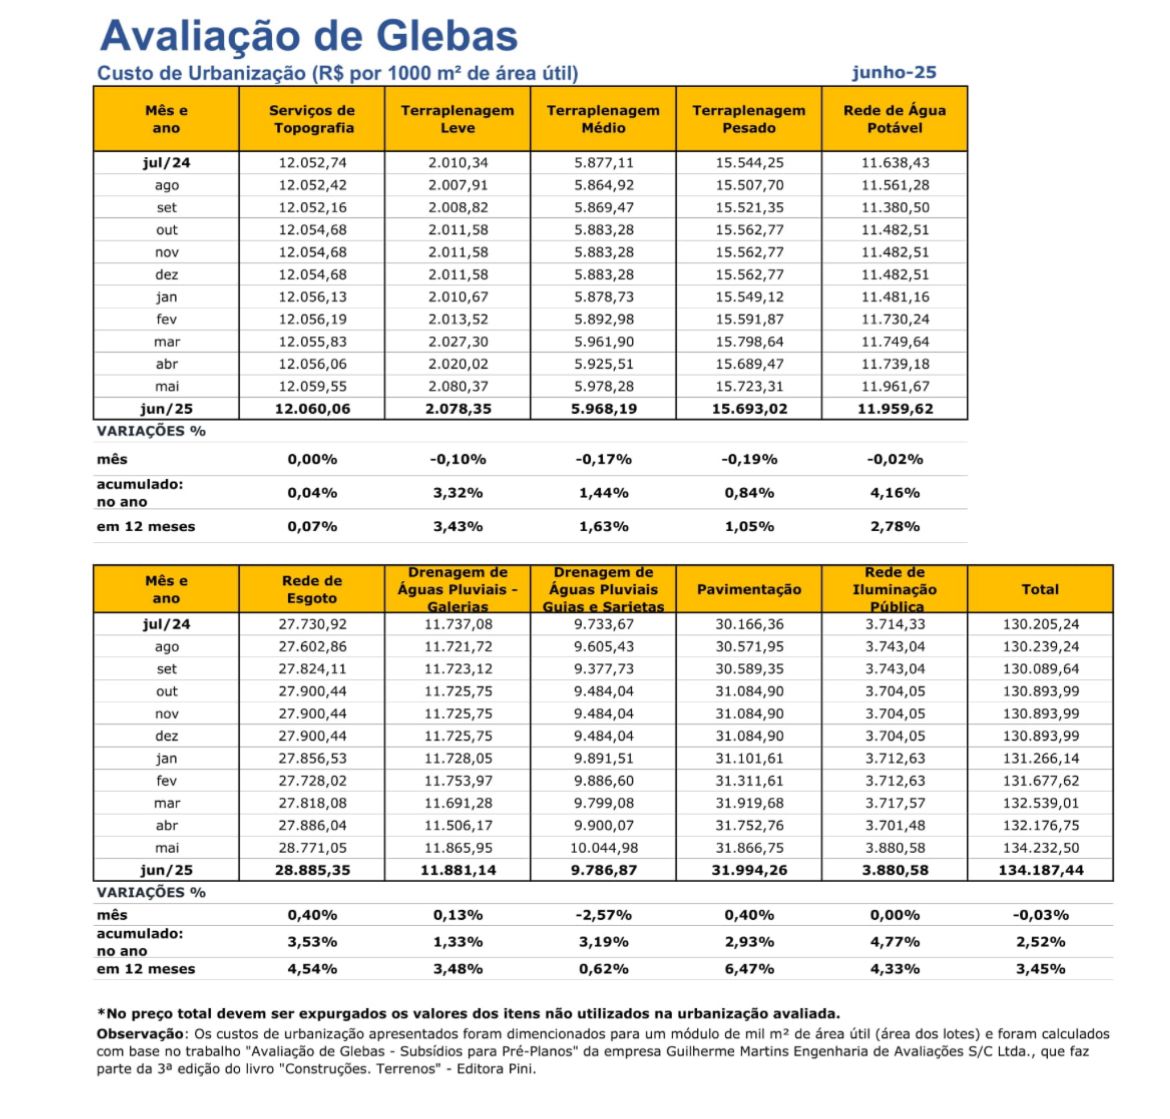 Avaliação de Glebas
Custo de Urbanização (R$ por 1000 m² de área útil) junho-25
Mês e ano Serviços de Topografia Terraplenagem Leve Terraplenagem Médio Terraplenagem Pesado Rede de Água Potável
jul/24 12.052,74 2.010,34 5.877,11 15.544,25 11.638,43
ago 12.052,42 2.007,91 5.864,92 15.507,70 11.561,28
set 12.052,16 2.008,82 5.869,47 15.521,35 11.380,50
out 12.054,68 2.011,58 5.883,28 15.562,77 11.482,51
nov 12.054,68 2.011,58 5.883,28 15.562,77 11.482,51
dez 12.054,68 2.011,58 5.883,28 15.562,77 11.482,51
jan 12.056,13 2.010,67 5.878,73 15.549,12 11.481,16
fev 12.056,19 2.013,52 5.892,98 15.591,87 11.730,24
mar 12.055,83 2.027,30 5.961,90 15.798,64 11.749,64
abr 12.056,06 2.020,02 5.925,51 15.689,47 11.739,18
mai 12.059,55 2.080,37 5.978,28 15.723,31 11.961,67
jun/25 12.060,06 2.078,35 5.968,19 15.693,02 11.959,62
VARIAÇÕES %
mês 0,00% -0,10% -0,17% -0,19% -0,02%
acumulado:
no ano 0,04% 3,32% 1,44% 0,84% 4,16%
em 12 meses 0,07% 3,43% 1,63% 1,05% 2,78%
Mês e ano Rede de Esgoto Drenagem de Águas Pluviais - Galerias Drenagem de Águas Pluviais Guias e Sarjetas Pavimentação Rede de Iluminação Pública Total
jul/24 27.730,92 11.737,08 9.733,67 30.166,36 3.714,33 130.205,24
ago 27.602,86 11.721,72 9.605,43 30.571,95 3.743,04 130.239,24
set 27.824,11 11.723,12 9.377,73 30.589,35 3.743,04 130.089,64
out 27.900,44 11.725,75 9.484,04 31.084,90 3.704,05 130.893,99
nov 27.900,44 11.725,75 9.484,04 31.084,90 3.704,05 130.893,99
dez 27.900,44 11.725,75 9.484,04 31.084,90 3.704,05 130.893,99
jan 27.856,53 11.728,05 9.891,51 31.101,61 3.712,63 131.266,14
fev 27.728,02 11.753,97 9.886,60 31.311,61 3.712,63 131.677,62
mar 27.818,08 11.691,28 9.799,08 31.919,68 3.717,57 132.539,01
abr 27.886,04 11.506,17 9.900,07 31.752,76 3.701,48 132.176,75
mai 28.771,05 11.865,95 10.044,98 31.866,75 3.880,58 134.232,50
jun/25 28.885,35 11.881,14 9.786,87 31.994,26 3.880,58 134.187,44
VARIAÇÕES %
mês 0,40% 0,13% -2,57% 0,40% 0,00% -0,03%
acumulado:
no ano 3,53% 1,33% 3,19% 2,93% 4,77% 2,52%
em 12 meses 4,54% 3,48% 0,62% 6,47% 4,33% 3,45%
*No preço total devem ser expurgados os valores dos itens não utilizados na urbanização avaliada.
Observação: Os custos de urbanização apresentados foram dimencionados para um módulo de mil m² de área útil (área dos lotes) e foram calculados
com base no trabalho "Avaliação de Glebas - Subsídios para Pré-Planos" da empresa Guilherme Martins Engenharia de Avaliações S/C Ltda., que faz
parte da 3ª edição do livro "Construções. Terrenos" - Editora Pini.